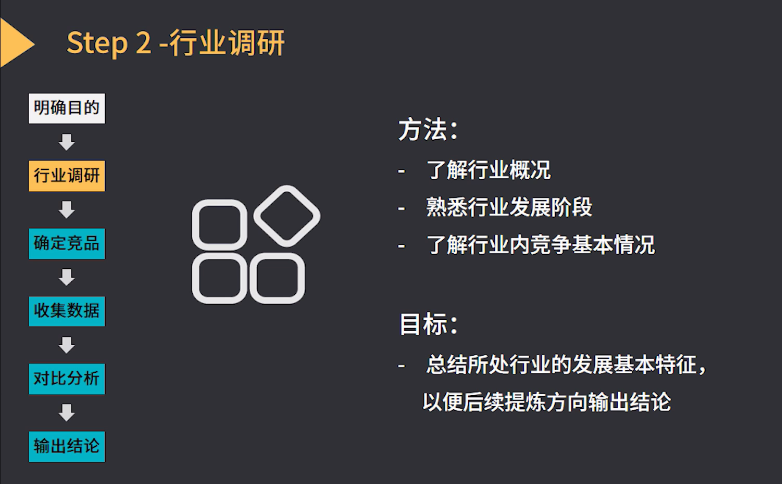 Step 2 -行业调研
明确目的
行业调研
确定竞品
收集数据
对比分析
输出结论
方法：
- 了解行业概况
- 熟悉行业发展阶段
- 了解行业内竞争基本情况
目标：
- 总结所处行业的发展基本特征，
以便后续提炼方向输出结论